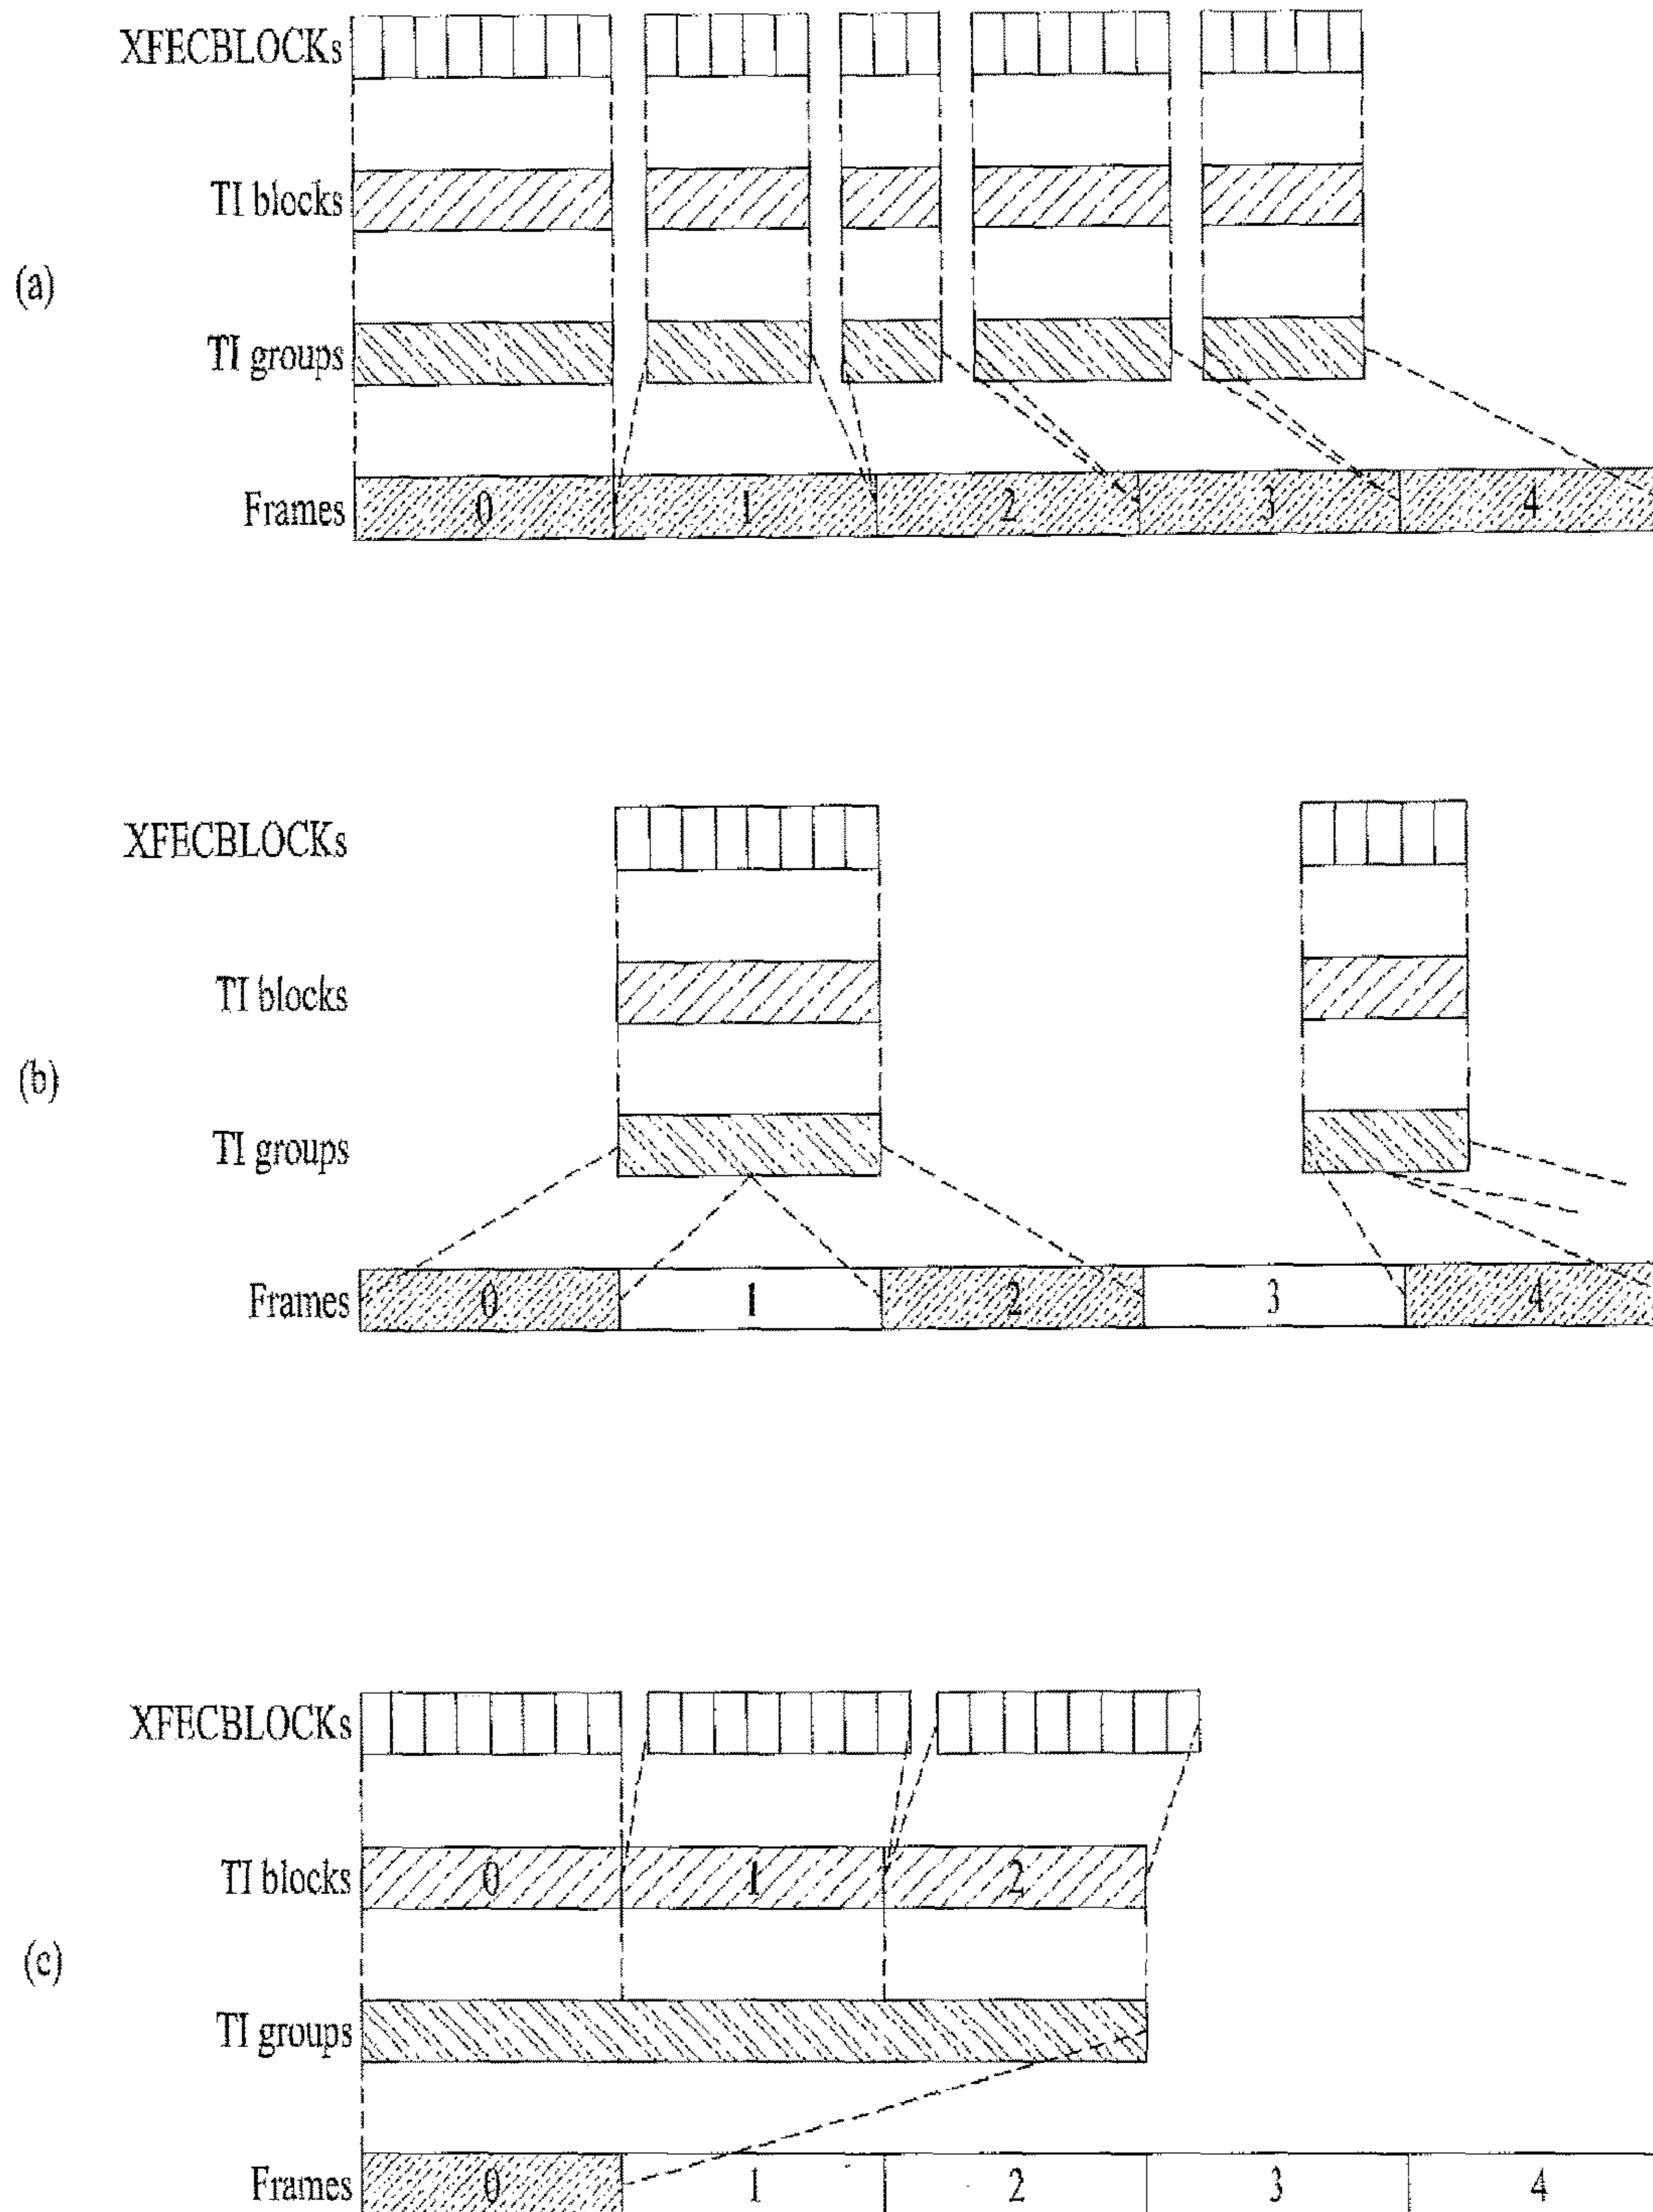 XFECBLOCKs
TI blocks
(a)
TI groups
Frames 0 1 2 3 4
XFECBLOCKs
TI blocks
(b)
TI groups
Frames 0 1 2 3 4
XFECBLOCKs
TI blocks 0 1 2
(c)
TI groups
Frames 0 1 2 3 4